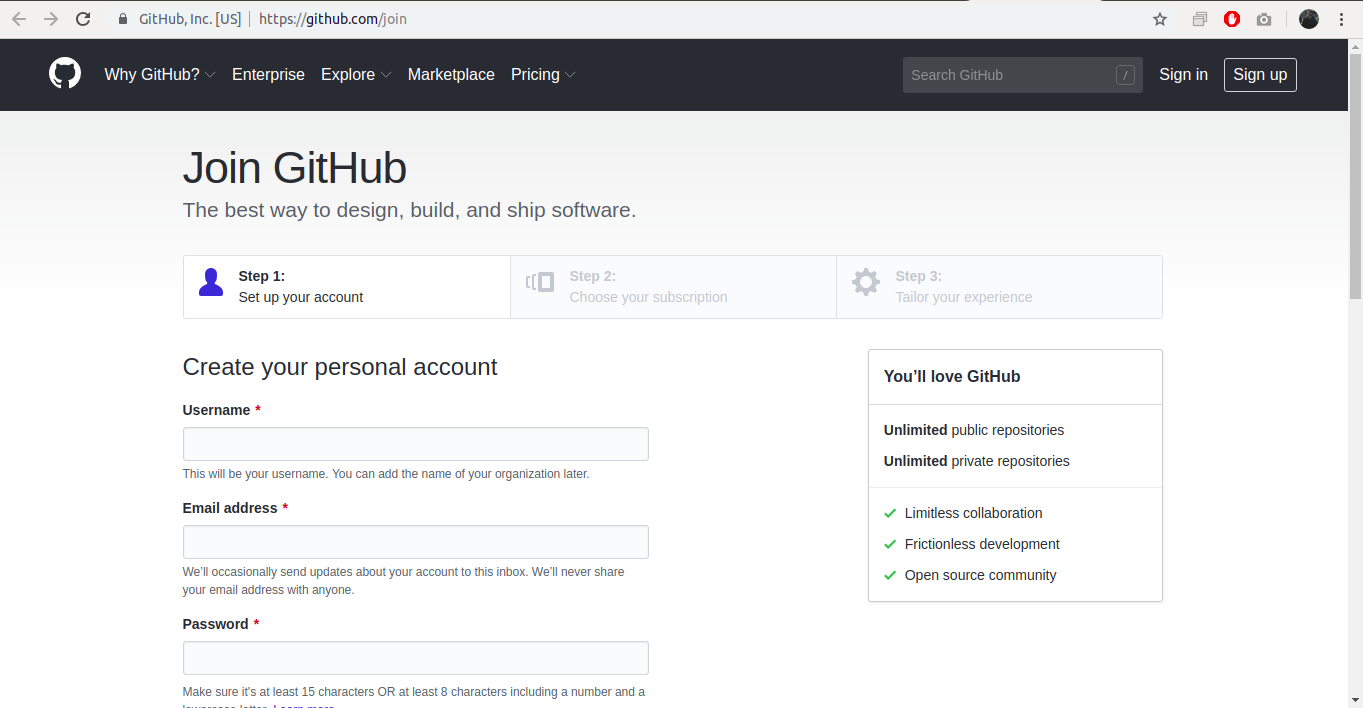 GitHub, Inc. [US] | https://github.com/join
Why GitHub? Enterprise Explore Marketplace Pricing Search GitHub / Sign in Sign up
Join GitHub
The best way to design, build, and ship software.
Step 1:
Set up your account
Step 2:
Choose your subscription
Step 3:
Tailor your experience
Create your personal account
Username *
This will be your username. You can add the name of your organization later.
Email address *
We'll occasionally send updates about your account to this inbox. We'll never share
your email address with anyone.
Password *
Make sure it's at least 15 characters OR at least 8 characters including a number and a
lowercase letter. Learn more.
You'll love GitHub
Unlimited public repositories
Unlimited private repositories
Limitless collaboration
Frictionless development
Open source community